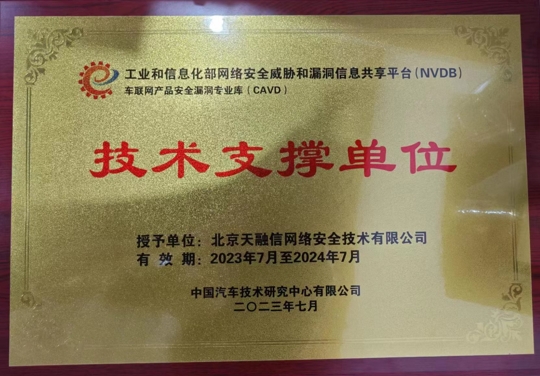 工业和信息化部网络安全威胁和漏洞信息共享平台(NVDB)
车联网产品安全漏洞专业库(CAVD)
技术支撑单位
授予单位：北京天融信网络安全技术有限公司
有效期：2023年7月至2024年7月
中国汽车技术研究中心有限公司
二〇二三年七月